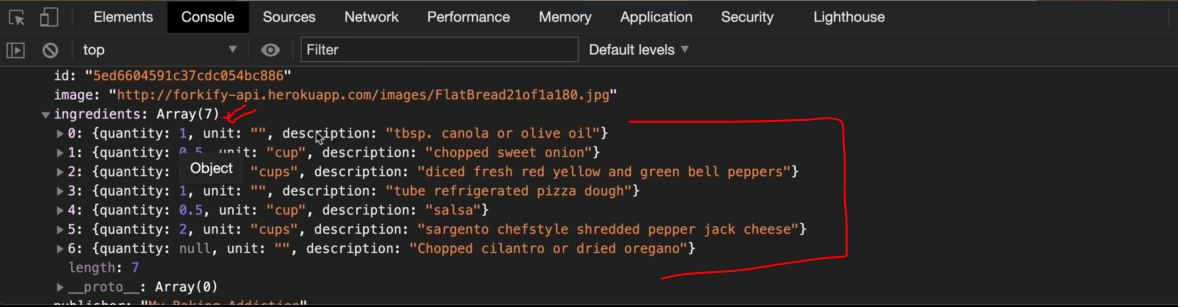 Elements Console Sources Network Performance Memory Application Security Lighthouse
top Filter Default levels
id: "5ed6604591c37cdc054bc886"
image: "http://forkify-api.herokuapp.com/images/FlatBread21of1a180.jpg"
ingredients: Array(7)
0: {quantity: 1, unit: "", description: "tbsp. canola or olive oil"}
1: {quantity: 0.5, unit: "cup", description: "chopped sweet onion"}
2: {quantity: "cups", description: "diced fresh red yellow and green bell peppers"}
Object
3: {quantity: 1, unit: "", description: "tube refrigerated pizza dough"}
4: {quantity: 0.5, unit: "cup", description: "salsa"}
5: {quantity: 2, unit: "cups", description: "sargento chefstyle shredded pepper jack cheese"}
6: {quantity: null, unit: "", description: "Chopped cilantro or dried oregano"}
length: 7
__proto__: Array(0)
publisher: "My Baking Addiction"